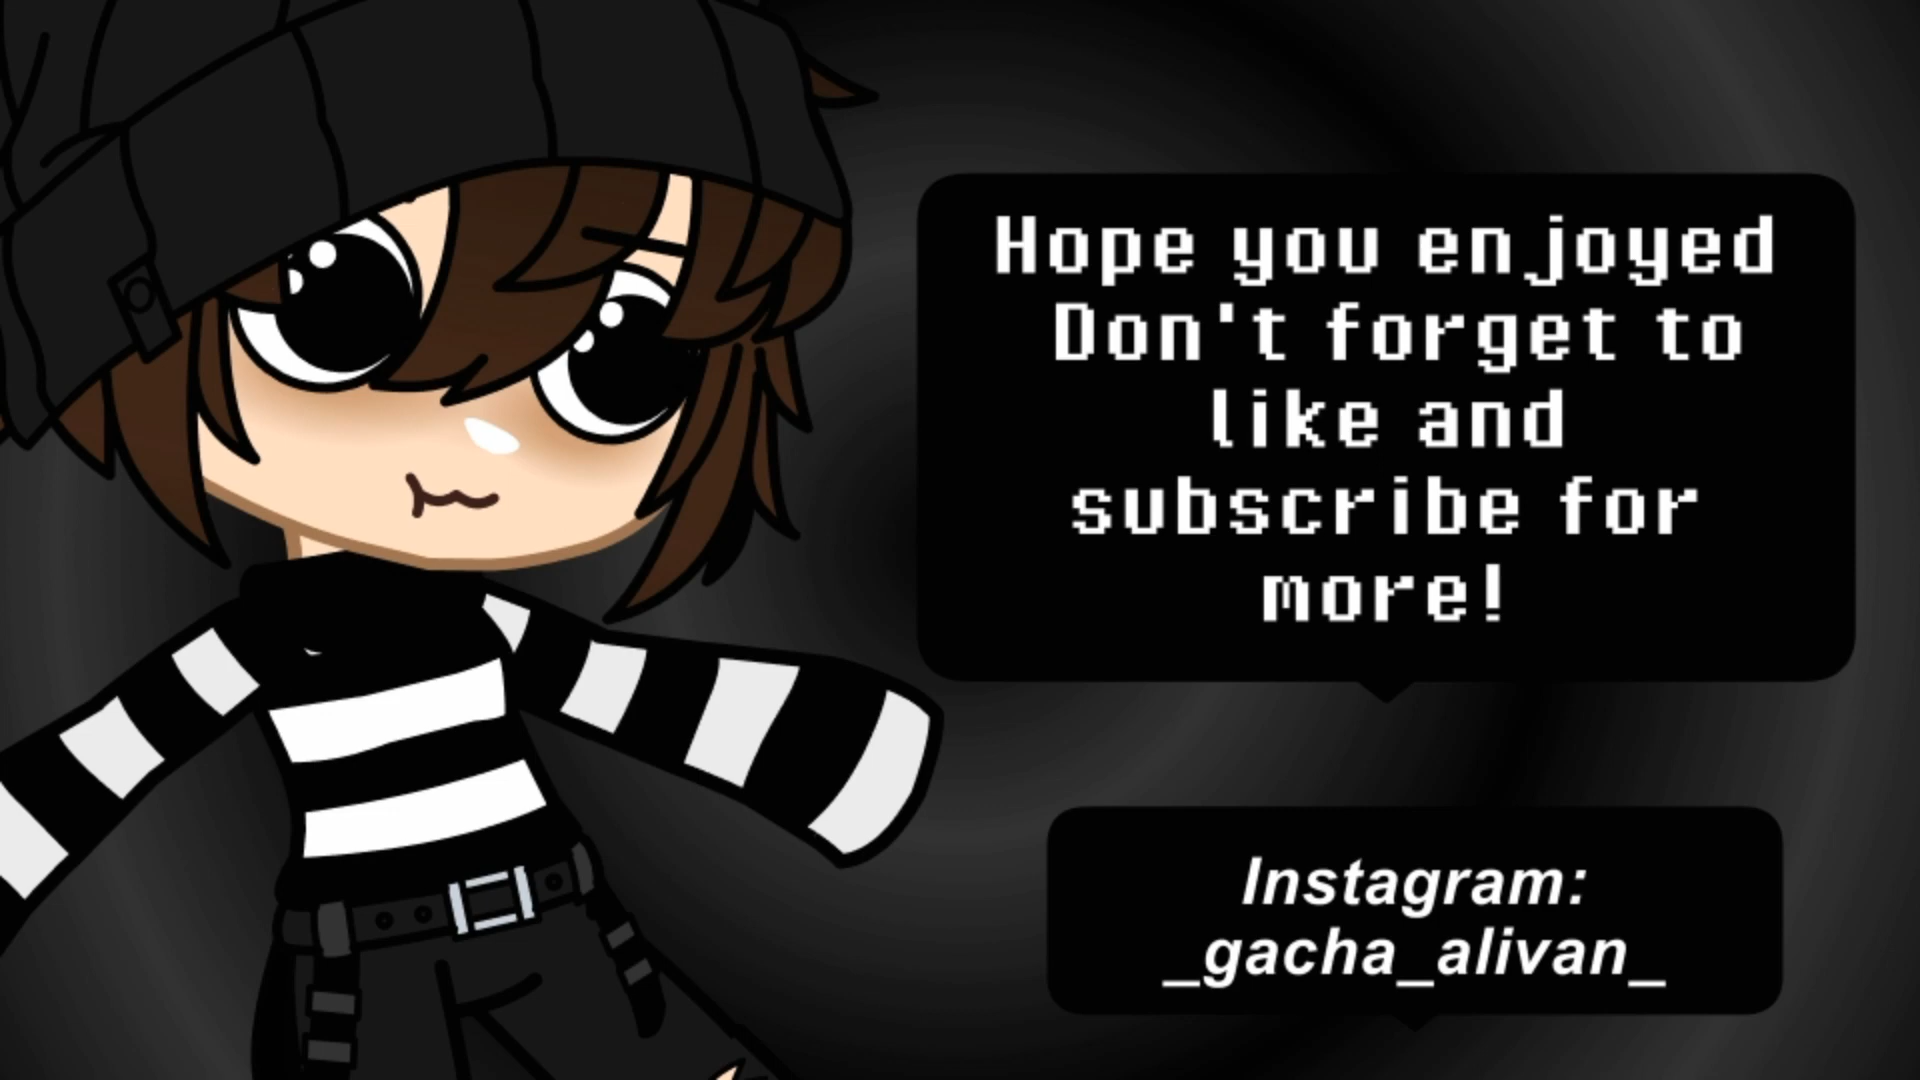 Hope you enjoyed
Don't forget to
like and
subscribe for
more!
Instagram:
_gacha_alivan_